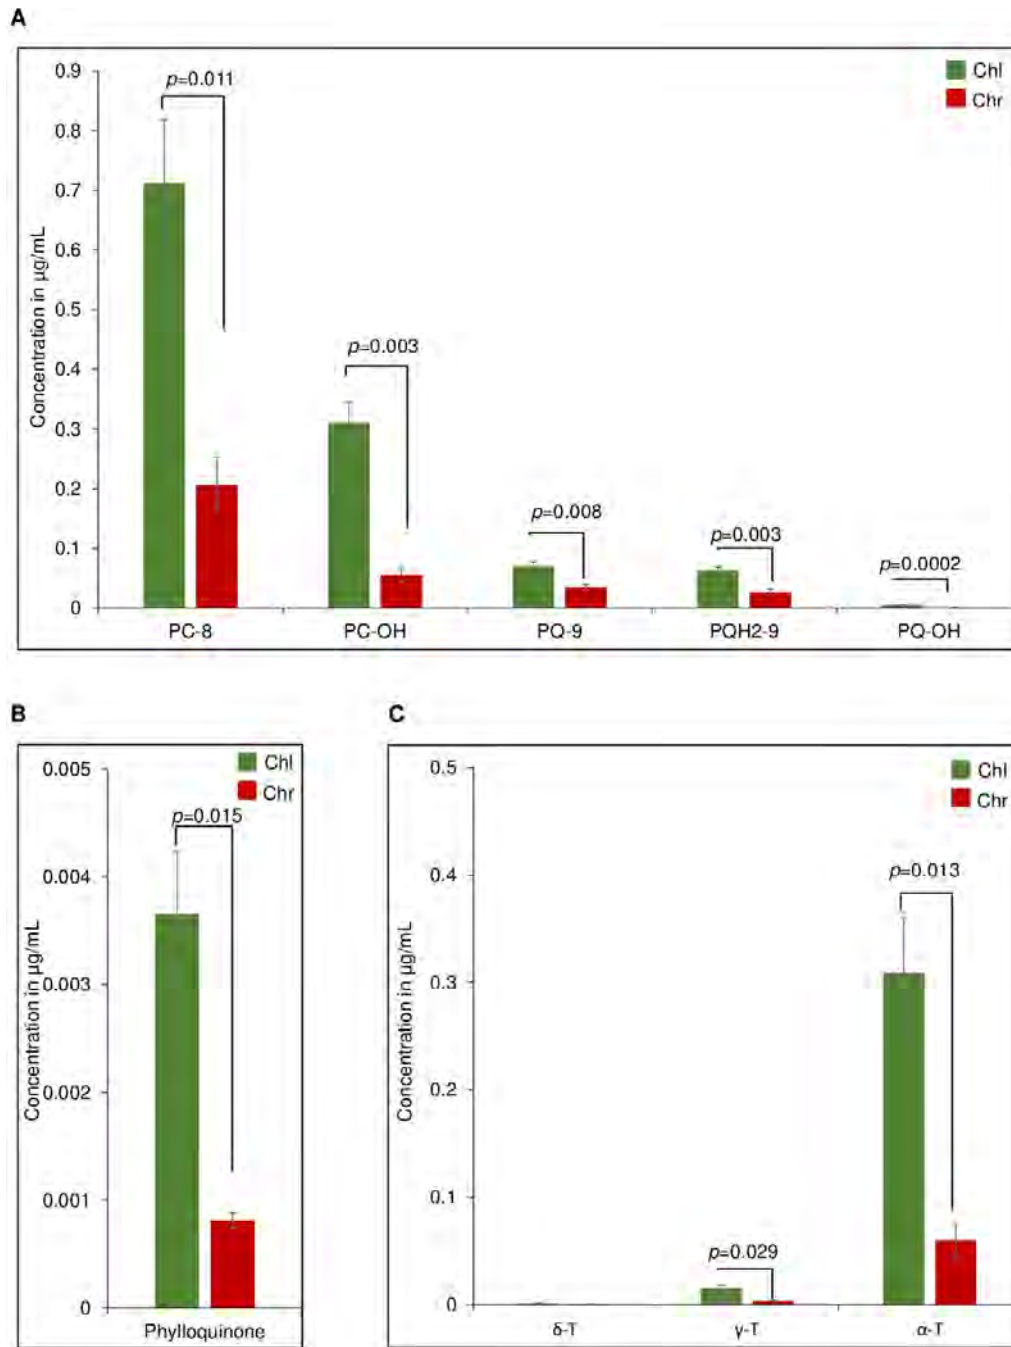 A
0.9
0.8
0.7
0.6
0.5
0.4
0.3
0.2
0.1
0
Concentration in µg/mL
p=0.011
p=0.003
p=0.008
p=0.003
p=0.0002
Chl
Chr
PC-8 PC-OH PQ-9 PQH2-9 PQ-OH
B
0.005
0.004
0.003
0.002
0.001
0
Concentration in µg/mL
Chl
Chr
p=0.015
Phylloquinone
C
0.5
0.4
0.3
0.2
0.1
0
Concentration in µg/mL
Chl
Chr
p=0.013
p=0.029
δ-T γ-T α-T